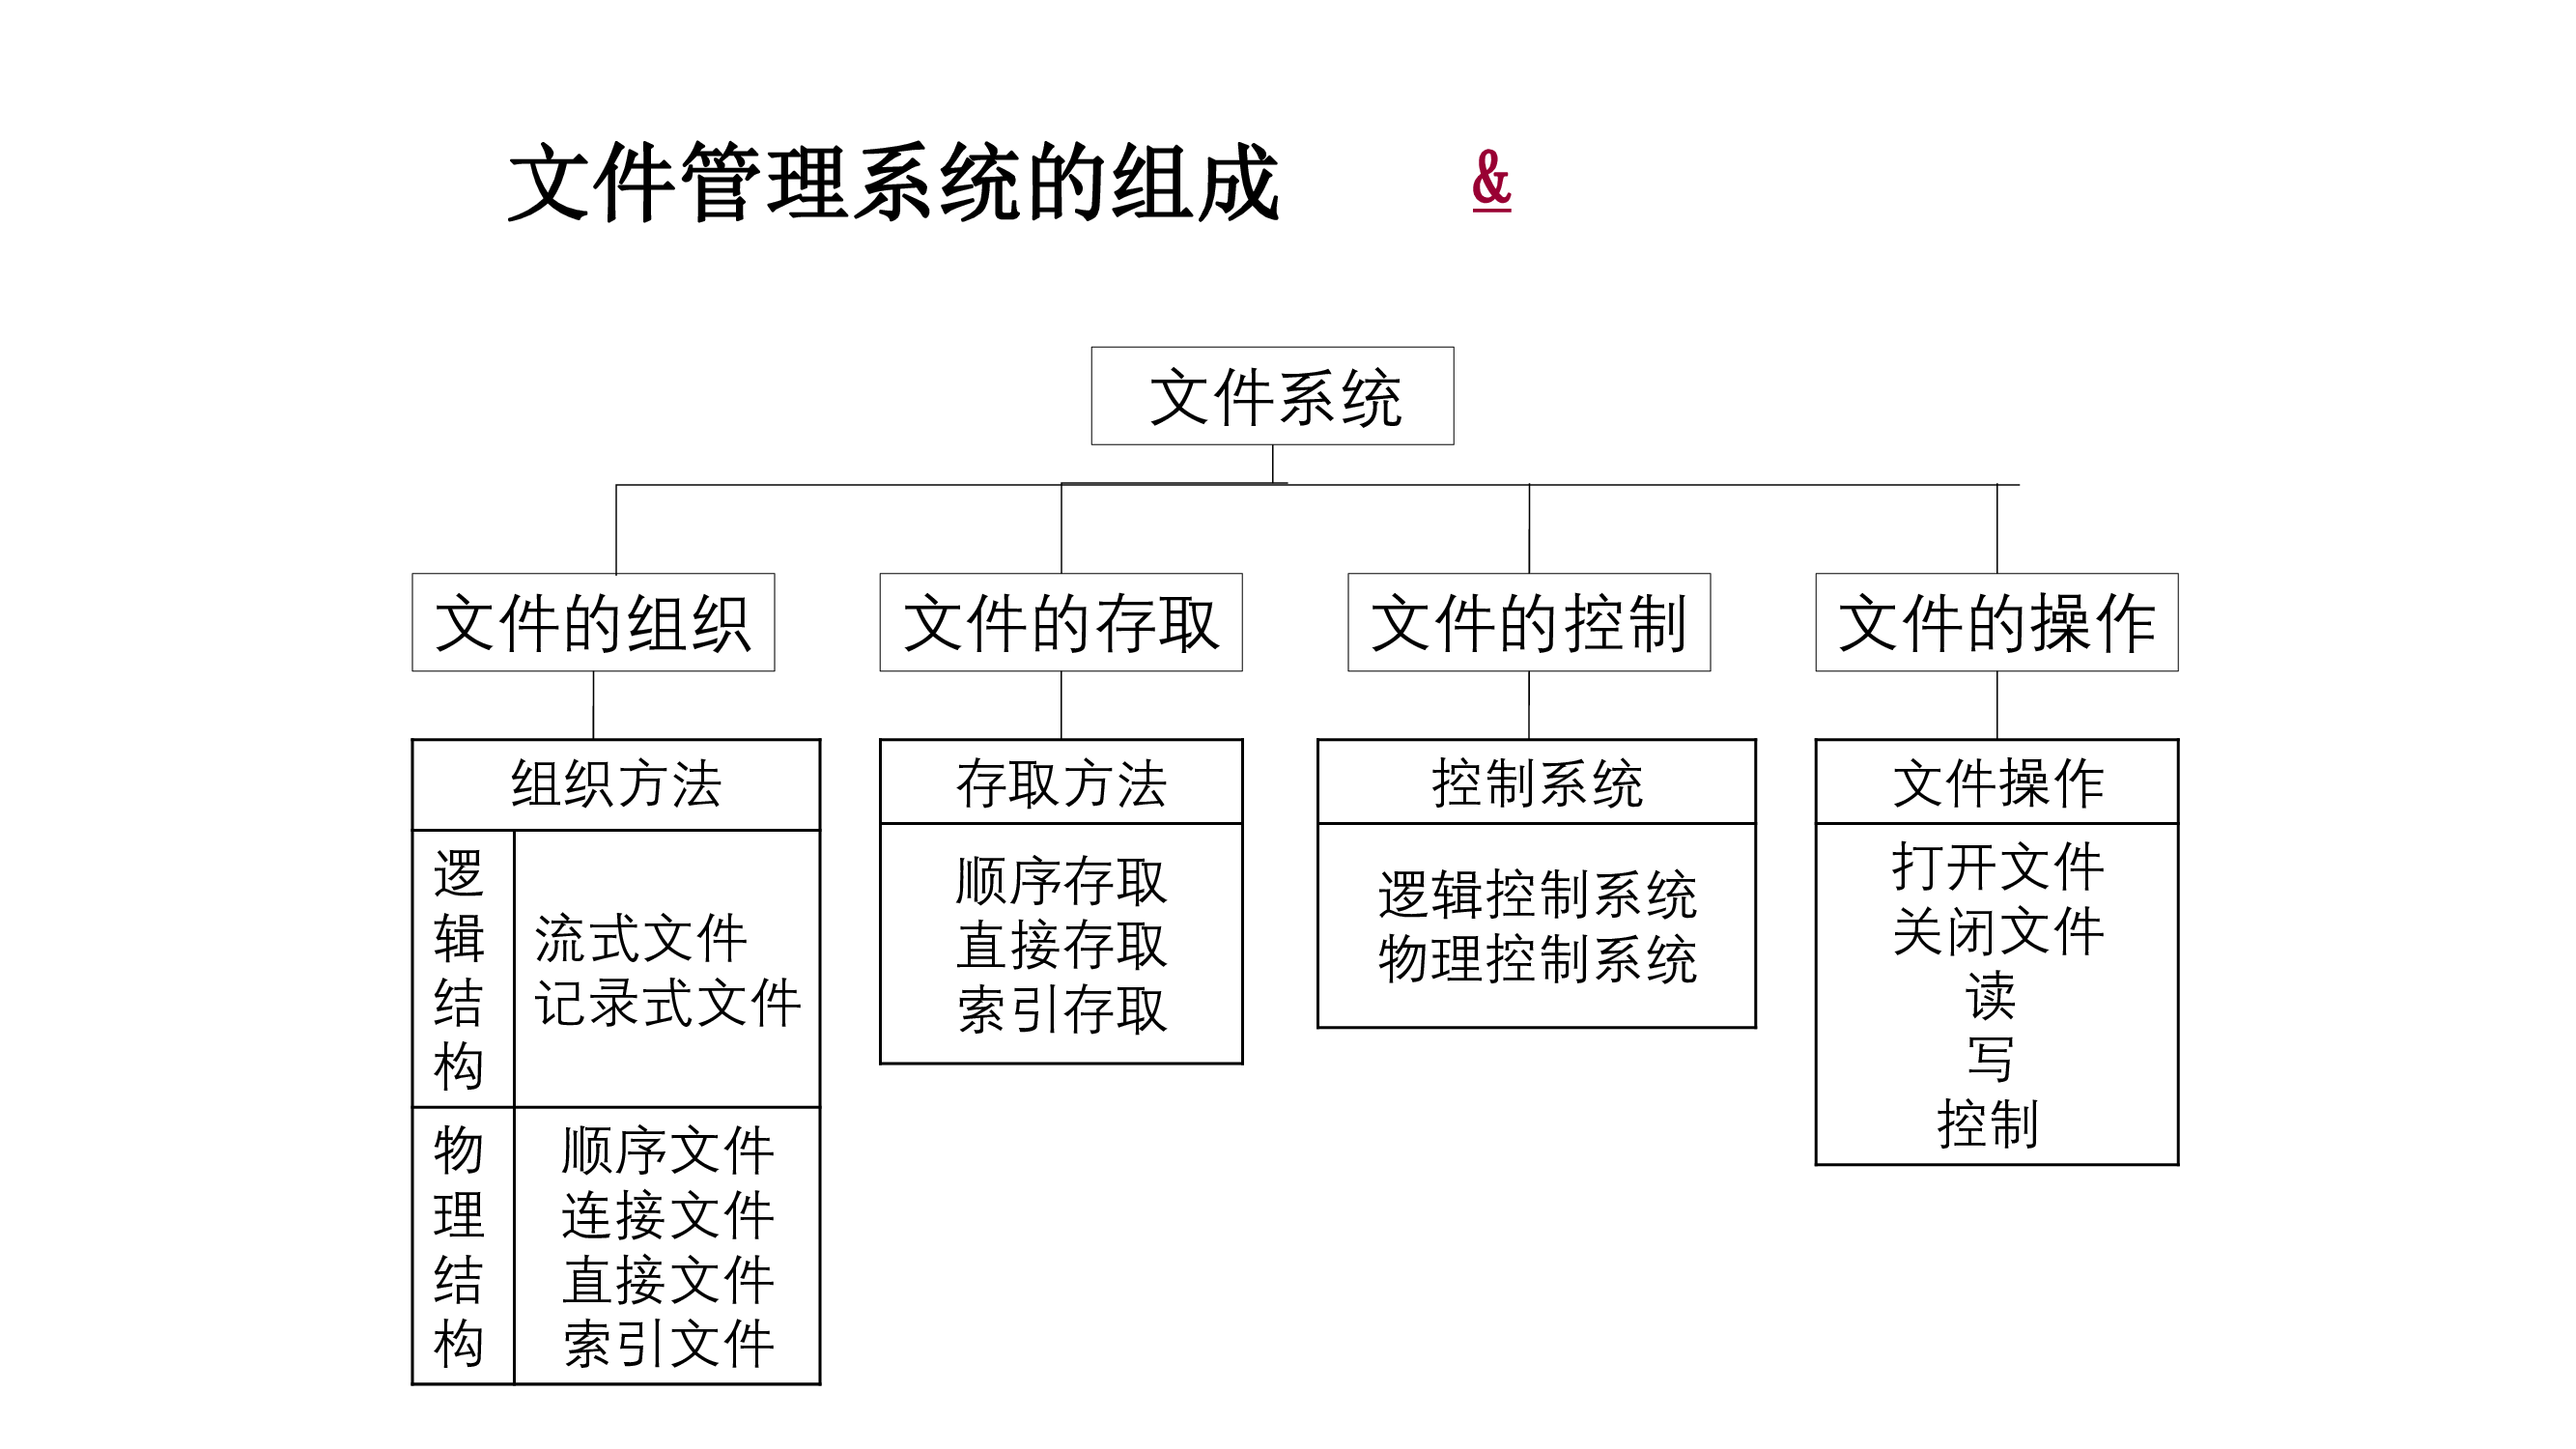 文件管理系统的组成 &
文件系统
文件的组织
文件的存取
文件的控制
文件的操作
组织方法
逻辑结构
流式文件
记录式文件
物理结构
顺序文件
连接文件
直接文件
索引文件
存取方法
顺序存取
直接存取
索引存取
控制系统
逻辑控制系统
物理控制系统
文件操作
打开文件
关闭文件
读
写
控制